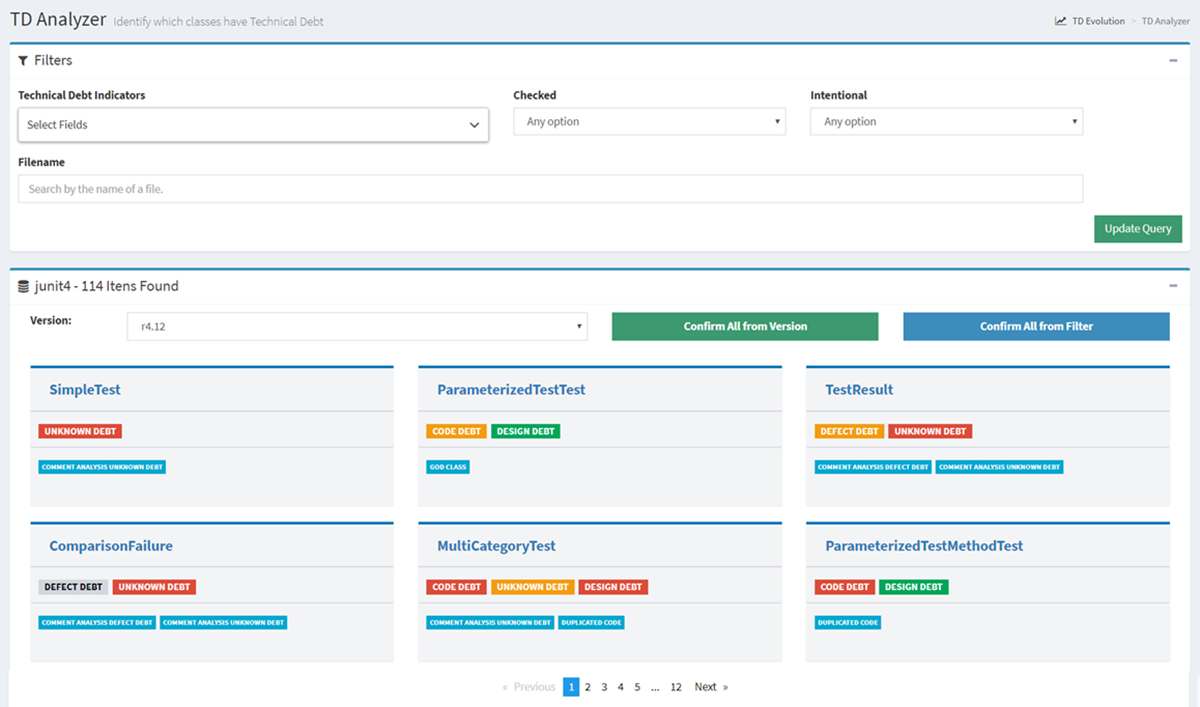 TD Analyzer Identify which classes have Technical Debt
TD Evolution > TD Analyzer
Filters
Technical Debt Indicators Checked Intentional
Select Fields Any option Any option
Filename
Search by the name of a file.
Update Query
junit4 - 114 Itens Found
Version: r4.12 Confirm All from Version Confirm All from Filter
SimpleTest ParameterizedTestTest TestResult
UNKNOWN DEBT CODE DEBT DESIGN DEBT DEFECT DEBT UNKNOWN DEBT
COMMENT ANALYSIS UNKNOWN DEBT GOD CLASS COMMENT ANALYSIS DEFECT DEBT COMMENT ANALYSIS UNKNOWN DEBT
ComparisonFailure MultiCategoryTest ParameterizedTestMethodTest
DEFECT DEBT UNKNOWN DEBT CODE DEBT UNKNOWN DEBT DESIGN DEBT CODE DEBT DESIGN DEBT
COMMENT ANALYSIS DEFECT DEBT COMMENT ANALYSIS UNKNOWN DEBT COMMENT ANALYSIS UNKNOWN DEBT DUPLICATED CODE DUPLICATED CODE
« Previous 1 2 3 4 5 ... 12 Next »